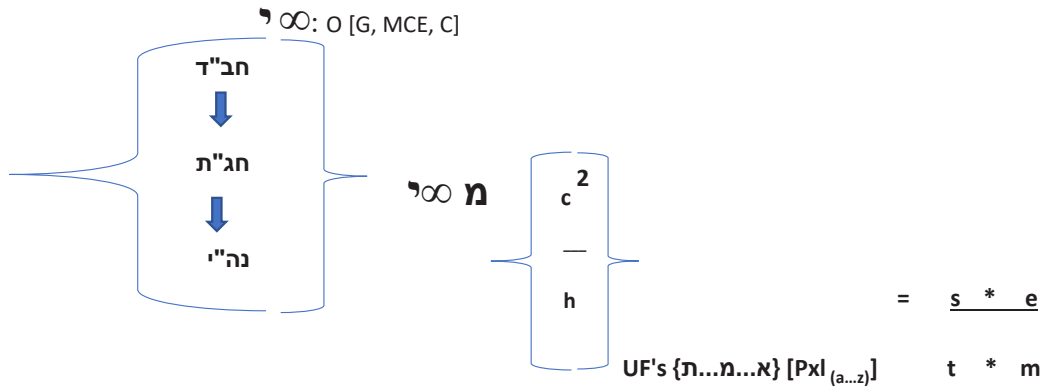 י ∞: O [G, MCE, C]
חב"ד
חג"ת
מ ∞י
נה"י
c²
—
h
= s * e
UF's {א...מ...ת} [Pxl (a...z)] t * m